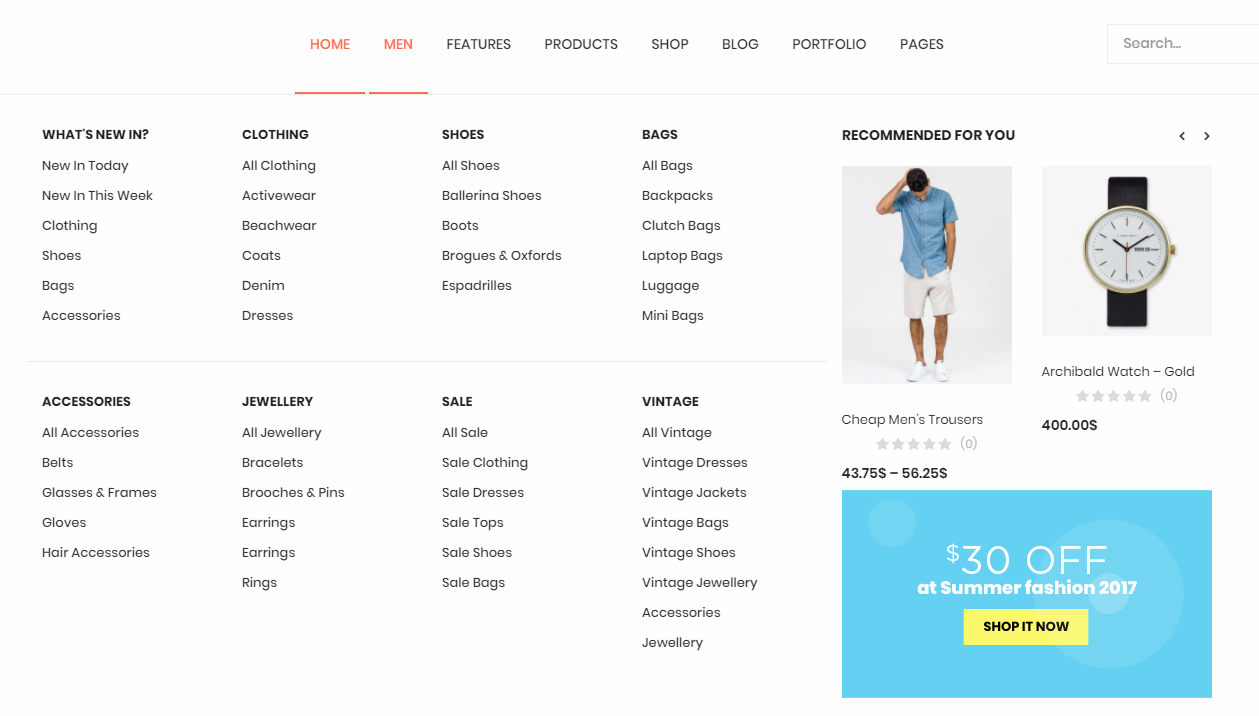 HOME
MEN
FEATURES
PRODUCTS
SHOP
BLOG
PORTFOLIO
PAGES
Search...
WHAT'S NEW IN?
New In Today
New In This Week
Clothing
Shoes
Bags
Accessories
CLOTHING
All Clothing
Activewear
Beachwear
Coats
Denim
Dresses
SHOES
All Shoes
Ballerina Shoes
Boots
Brogues & Oxfords
Espadrilles
BAGS
All Bags
Backpacks
Clutch Bags
Laptop Bags
Luggage
Mini Bags
ACCESSORIES
All Accessories
Belts
Glasses & Frames
Gloves
Hair Accessories
JEWELLERY
All Jewellery
Bracelets
Brooches & Pins
Earrings
Earrings
Rings
SALE
All Sale
Sale Clothing
Sale Dresses
Sale Tops
Sale Shoes
Sale Bags
VINTAGE
All Vintage
Vintage Dresses
Vintage Jackets
Vintage Bags
Vintage Shoes
Vintage Jewellery
Accessories
Jewellery
RECOMMENDED FOR YOU
Cheap Men's Trousers
(0)
43.75$ – 56.25$
Archibald Watch – Gold
(0)
400.00$
$30 OFF
at Summer fashion 2017
SHOP IT NOW